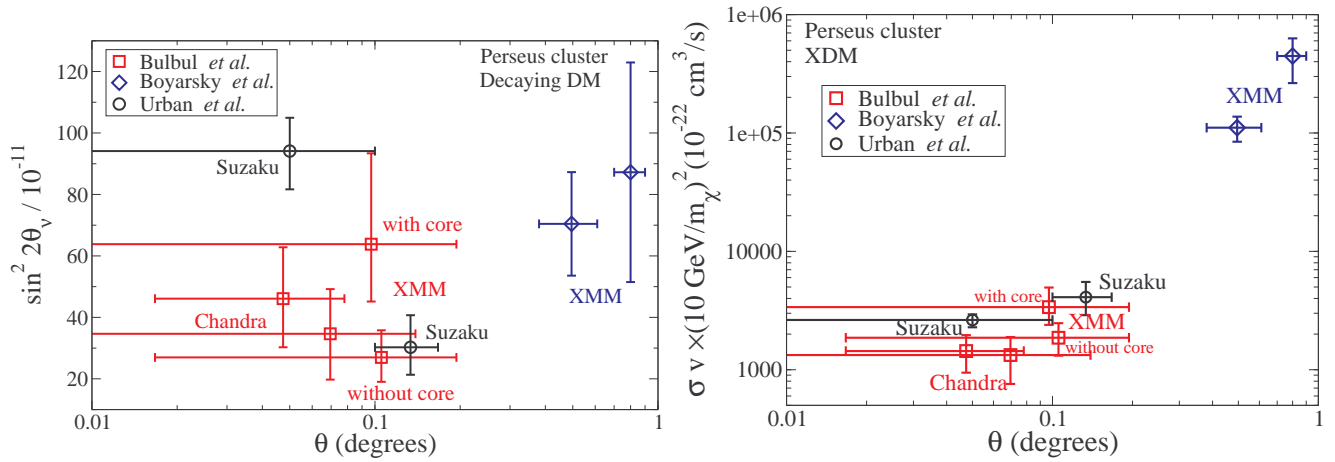 Perseus cluster
Decaying DM
Bulbul et al.
Boyarsky et al.
Urban et al.
Suzaku
with core
XMM
Chandra
XMM
Suzaku
without core
120
100
80
60
40
20
sin² 2θν / 10⁻¹¹
0.01
0.1
1
θ (degrees)
Perseus cluster
XDM
Bulbul et al.
Boyarsky et al.
Urban et al.
XMM
with core
Suzaku
Suzaku
XMM
without core
Chandra
1e+06
1e+05
10000
1000
σ v ×(10 GeV/mχ)² (10⁻²² cm³/s)
0.01
0.1
1
θ (degrees)